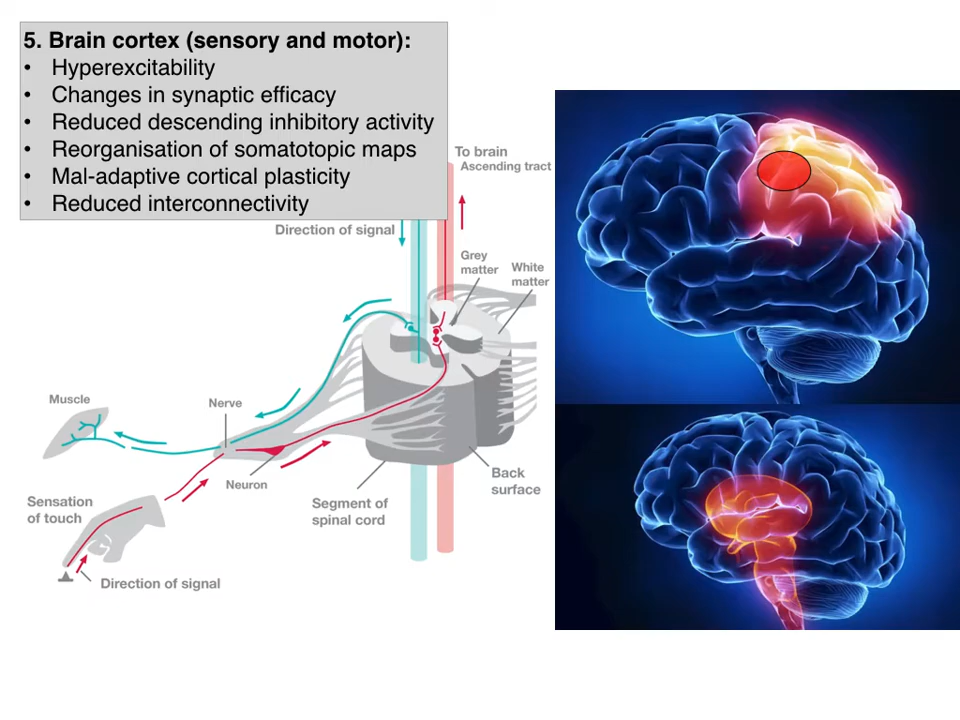 5. Brain cortex (sensory and motor):
• Hyperexcitability
• Changes in synaptic efficacy
• Reduced descending inhibitory activity
• Reorganisation of somatotopic maps
• Mal-adaptive cortical plasticity
• Reduced interconnectivity
To brain
Ascending tract
Direction of signal
Grey
matter
White
matter
Muscle
Nerve
Neuron
Back
surface
Sensation
of touch
Segment of
spinal cord
Direction of signal